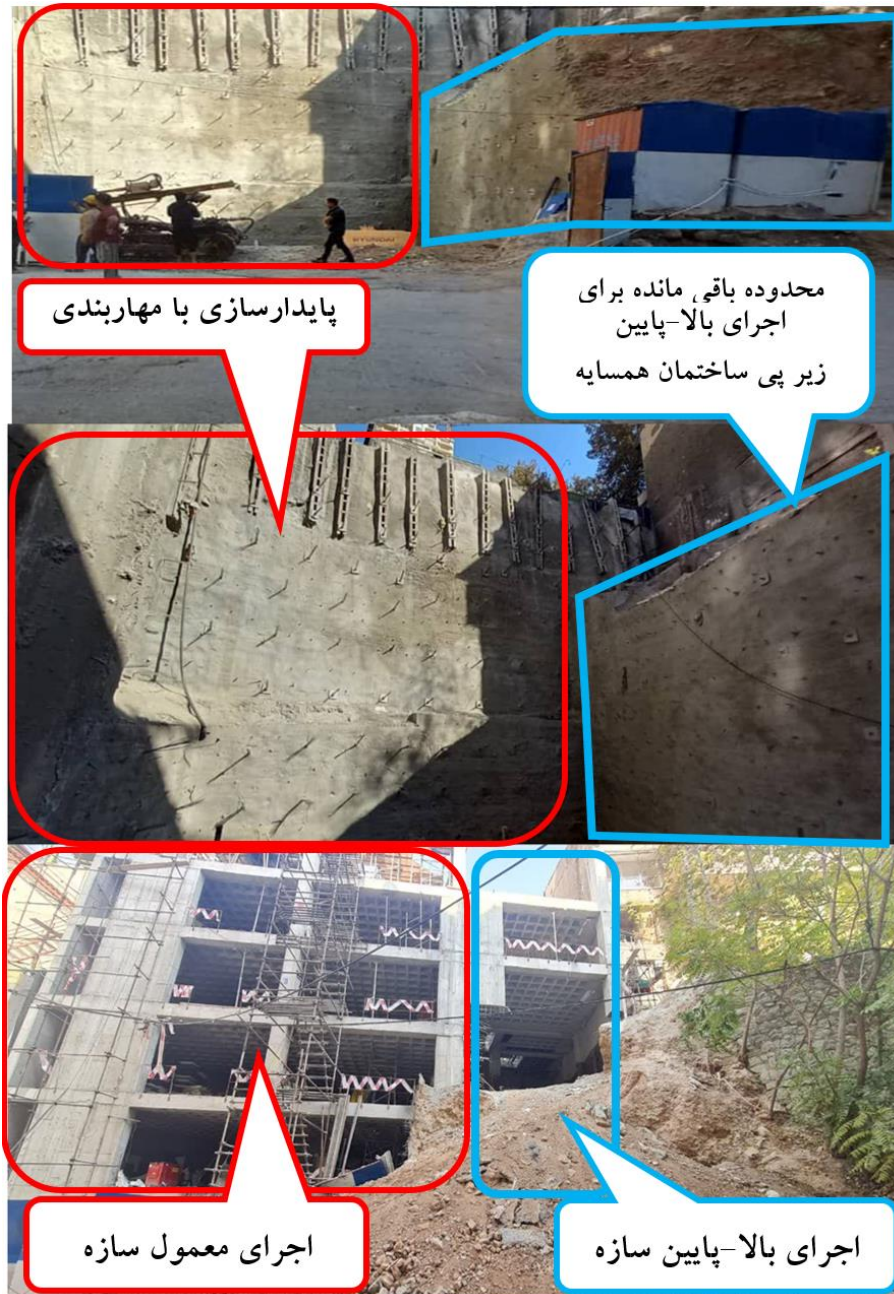 HYUNDAI
پایدارسازی با مهاربندی
محدوده باقی مانده برای
اجرای بالا-پایین
زیر پی ساختمان همسایه
اجرای معمول سازه
اجرای بالا-پایین سازه